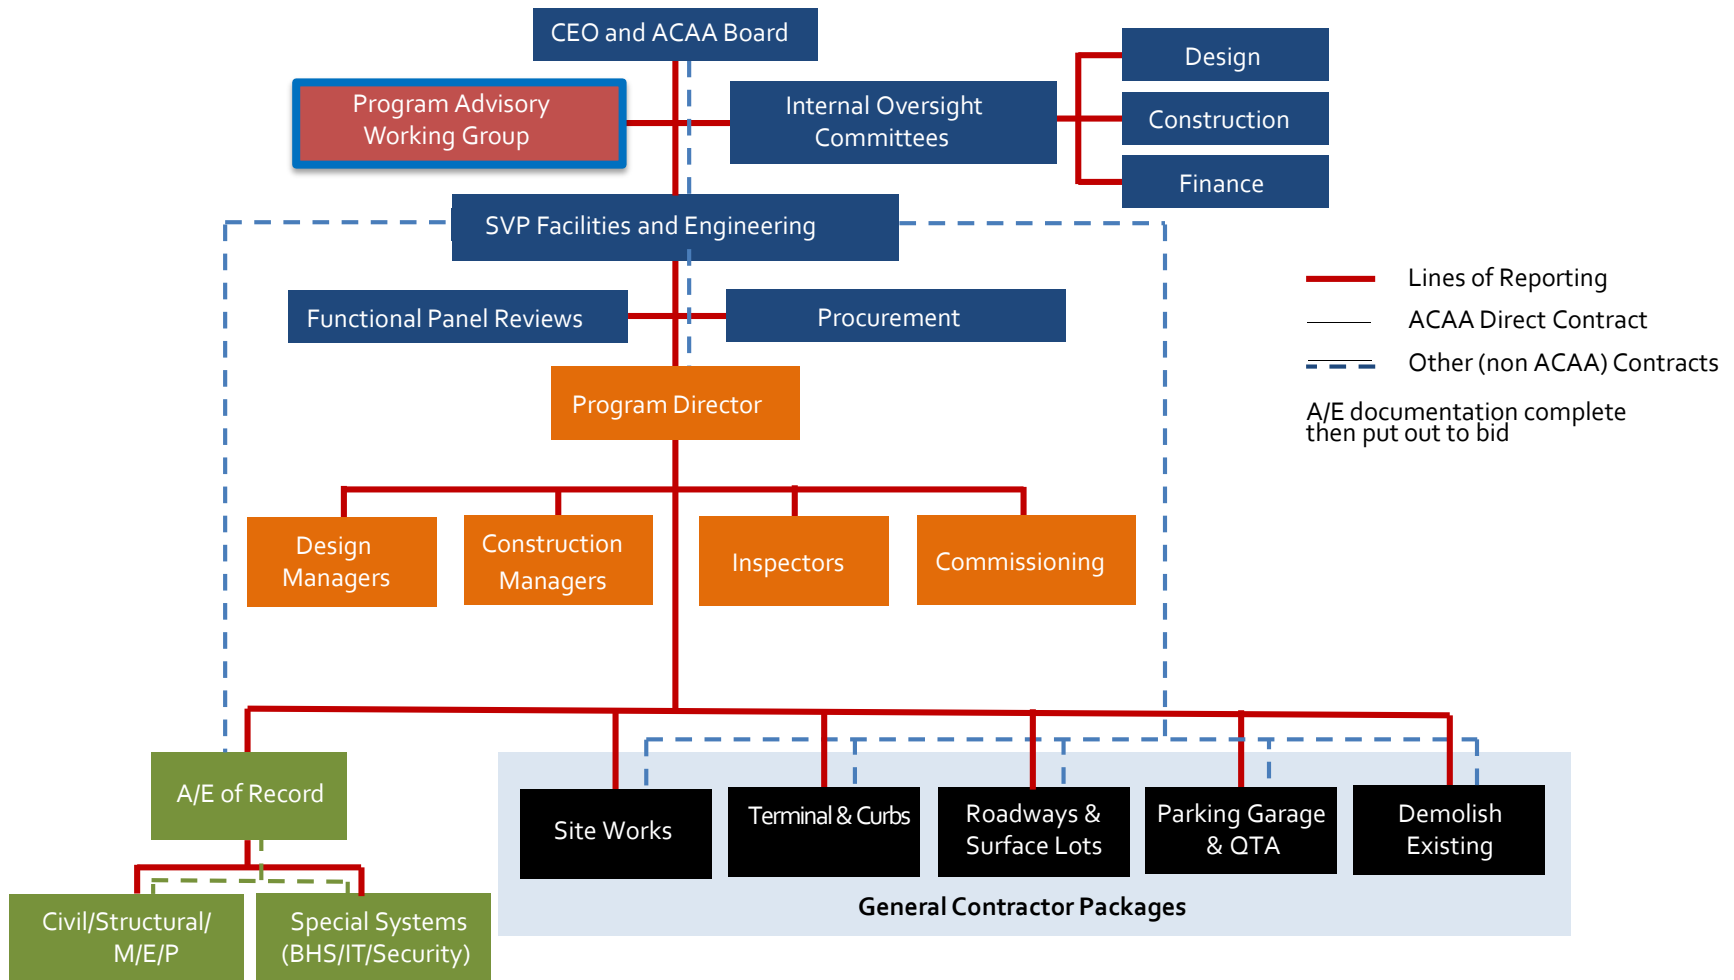 CEO and ACAA Board
Design
Program Advisory
Working Group
Internal Oversight
Committees
Construction
Finance
SVP Facilities and Engineering
Lines of Reporting
Functional Panel Reviews
Procurement
ACAA Direct Contract
Other (non ACAA) Contracts
Program Director
A/E documentation complete
then put out to bid
Design
Managers
Construction
Managers
Inspectors
Commissioning
A/E of Record
Site Works
Terminal & Curbs
Roadways &
Surface Lots
Parking Garage
& QTA
Demolish
Existing
General Contractor Packages
Civil/Structural/
M/E/P
Special Systems
(BHS/IT/Security)